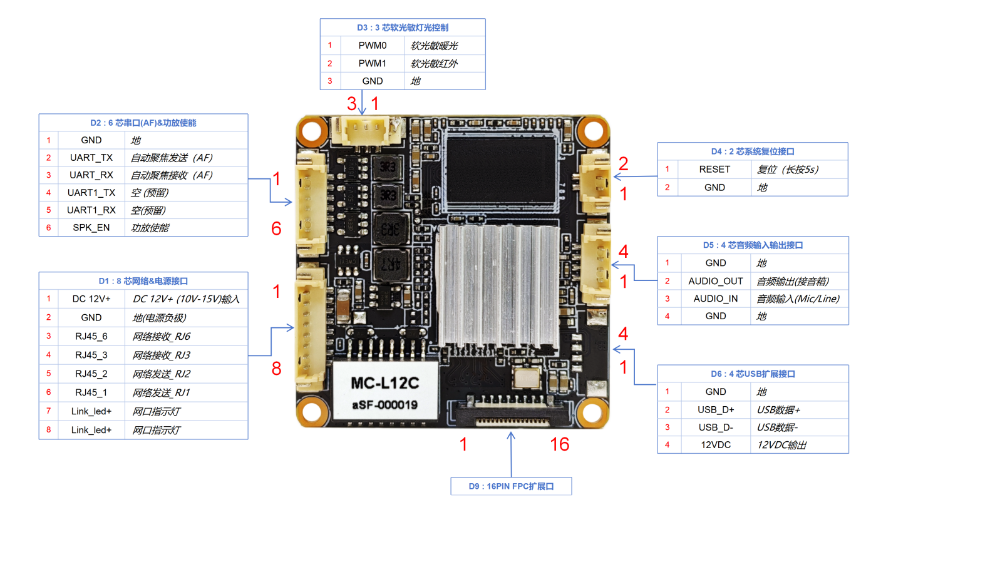 D3 : 3 芯软光敏灯光控制
1 PWM0 软光敏暖光
2 PWM1 软光敏红外
3 GND 地
3 1
D2 : 6 芯串口(AF)&功放使能
1 GND 地
2 UART_TX 自动聚焦发送（AF）
3 UART_RX 自动聚焦接收（AF）
4 UART1_TX 空 (预留)
5 UART1_RX 空(预留)
6 SPK_EN 功放使能
1
6
D1 : 8 芯网络&电源接口
1 DC 12V+ DC 12V+ (10V-15V)输入
2 GND 地(电源负极)
3 RJ45_6 网络接收_RJ6
4 RJ45_3 网络接收_RJ3
5 RJ45_2 网络发送_RJ2
6 RJ45_1 网络发送_RJ1
7 Link_led+ 网口指示灯
8 Link_led+ 网口指示灯
1
8
3R3
3R3
3R3
4R7
MC-L12C
aSF-000019
D4 : 2 芯系统复位接口
1 RESET 复位（长按5s）
2 GND 地
2
1
D5 : 4 芯音频输入输出接口
1 GND 地
2 AUDIO_OUT 音频输出(接音箱)
3 AUDIO_IN 音频输入(Mic/Line)
4 GND 地
4
1
D6 : 4 芯USB扩展接口
1 GND 地
2 USB_D+ USB数据+
3 USB_D- USB数据-
4 12VDC 12VDC输出
4
1
1 16
D9 : 16PIN FPC扩展口